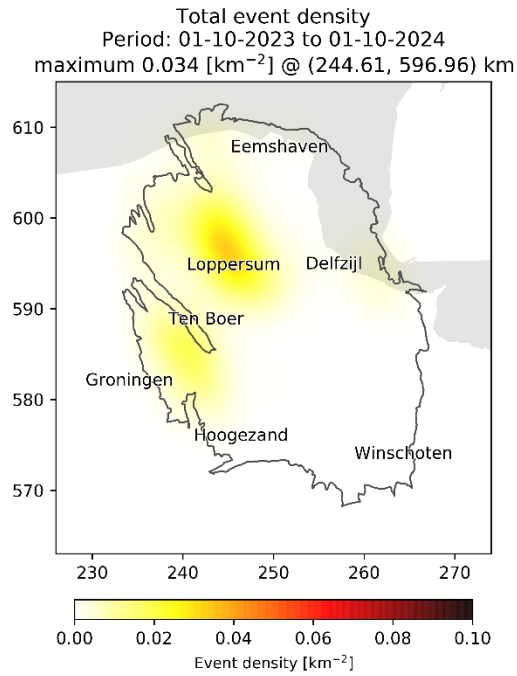 Total event density
Period: 01-10-2023 to 01-10-2024
maximum 0.034 [km⁻²] @ (244.61, 596.96) km
610
Eemshaven
600
Loppersum Delfzijl
590
Ten Boer
Groningen
580
Hoogezand
Winschoten
570
230 240 250 260 270
0.00 0.02 0.04 0.06 0.08 0.10
Event density [km⁻²]